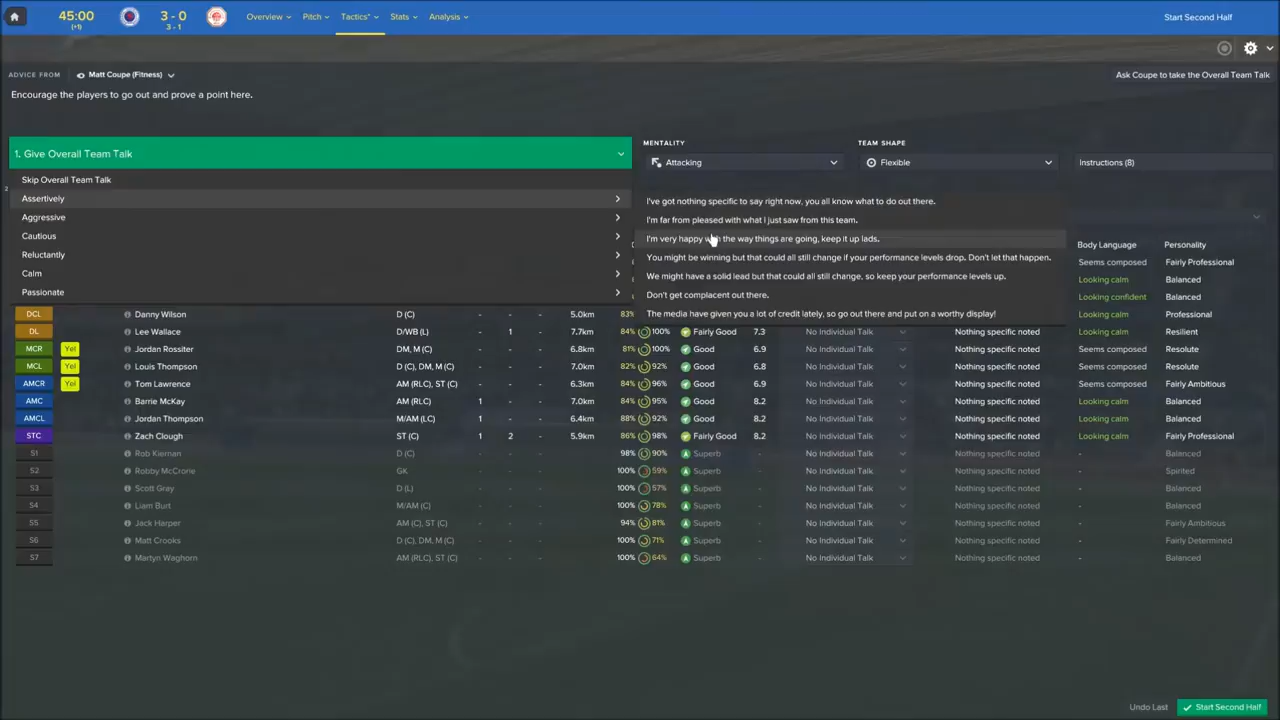 45:00
(+1)
3 - 0
3 - 1
Overview
Pitch
Tactics*
Stats
Analysis
Start Second Half
ADVICE FROM
Matt Coupe (Fitness)
Ask Coupe to take the Overall Team Talk
Encourage the players to go out and prove a point here.
MENTALITY
TEAM SHAPE
1. Give Overall Team Talk
Attacking
Flexible
Instructions (8)
Skip Overall Team Talk
Assertively
Aggressive
Cautious
Reluctantly
Calm
Passionate
I've got nothing specific to say right now, you all know what to do out there.
I'm far from pleased with what I just saw from this team.
I'm very happy with the way things are going, keep it up lads.
You might be winning but that could all still change if your performance levels drop. Don't let that happen.
We might have a solid lead but that could all still change, so keep your performance levels up.
Don't get complacent out there.
The media have given you a lot of credit lately, so go out there and put on a worthy display!
Body Language Personality
Seems composed Fairly Professional
Looking calm Balanced
Looking confident Balanced
DCL Danny Wilson D (C) - - - 5.0km 83% Looking calm Professional
DL Lee Wallace D/WB (L) - 1 - 7.7km 84% 100% Fairly Good 7.3 No Individual Talk Nothing specific noted Looking calm Resilient
MCR Yel Jordan Rossiter DM, M (C) - - - 6.8km 81% 100% Good 6.9 No Individual Talk Nothing specific noted Seems composed Resolute
MCL Yel Louis Thompson D (C), DM, M (C) - - - 7.0km 82% 92% Good 6.8 No Individual Talk Nothing specific noted Seems composed Resolute
AMCR Yel Tom Lawrence AM (RLC), ST (C) - - - 6.3km 84% 96% Good 6.9 No Individual Talk Nothing specific noted Seems composed Fairly Ambitious
AMC Barrie McKay AM (RLC) 1 - - 7.0km 84% 95% Good 8.2 No Individual Talk Nothing specific noted Looking calm Balanced
AMCL Jordan Thompson M/AM (LC) 1 - - 6.4km 88% 92% Good 8.2 No Individual Talk Nothing specific noted Looking calm Balanced
STC Zach Clough ST (C) 1 2 - 5.9km 86% 98% Fairly Good 8.2 No Individual Talk Nothing specific noted Looking calm Fairly Professional
S1 Rob Kiernan D (C) - - - 98% 90% Superb - No Individual Talk Nothing specific noted - Balanced
S2 Robby McCrorie GK - - - 100% 59% Superb - No Individual Talk Nothing specific noted - Spirited
S3 Scott Gray D (L) - - - 100% 57% Superb - No Individual Talk Nothing specific noted - Balanced
S4 Liam Burt M/AM (C) - - - 100% 78% Superb - No Individual Talk Nothing specific noted - Balanced
S5 Jack Harper AM (C), ST (C) - - - 94% 81% Superb - No Individual Talk Nothing specific noted - Fairly Ambitious
S6 Matt Crooks D (C), DM, M (C) - - - 100% 71% Superb - No Individual Talk Nothing specific noted - Fairly Determined
S7 Martyn Waghorn AM (RL), ST (C) - - - 100% 64% Superb - No Individual Talk Nothing specific noted - Balanced
Undo Last
Start Second Half